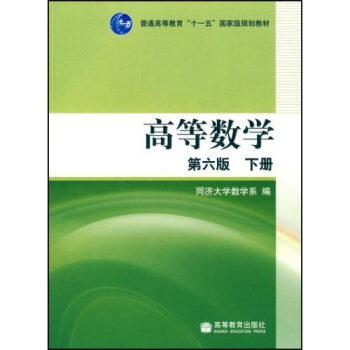 普通高等教育“十一五”国家级规划教材
高等数学
第六版 下册
同济大学数学系 编
高等教育出版社
HIGHER EDUCATION PRESS